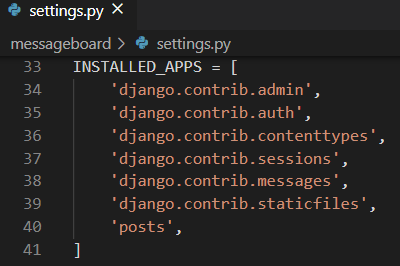 settings.py
messageboard > settings.py
33 INSTALLED_APPS = [
34     'django.contrib.admin',
35     'django.contrib.auth',
36     'django.contrib.contenttypes',
37     'django.contrib.sessions',
38     'django.contrib.messages',
39     'django.contrib.staticfiles',
40     'posts',
41 ]